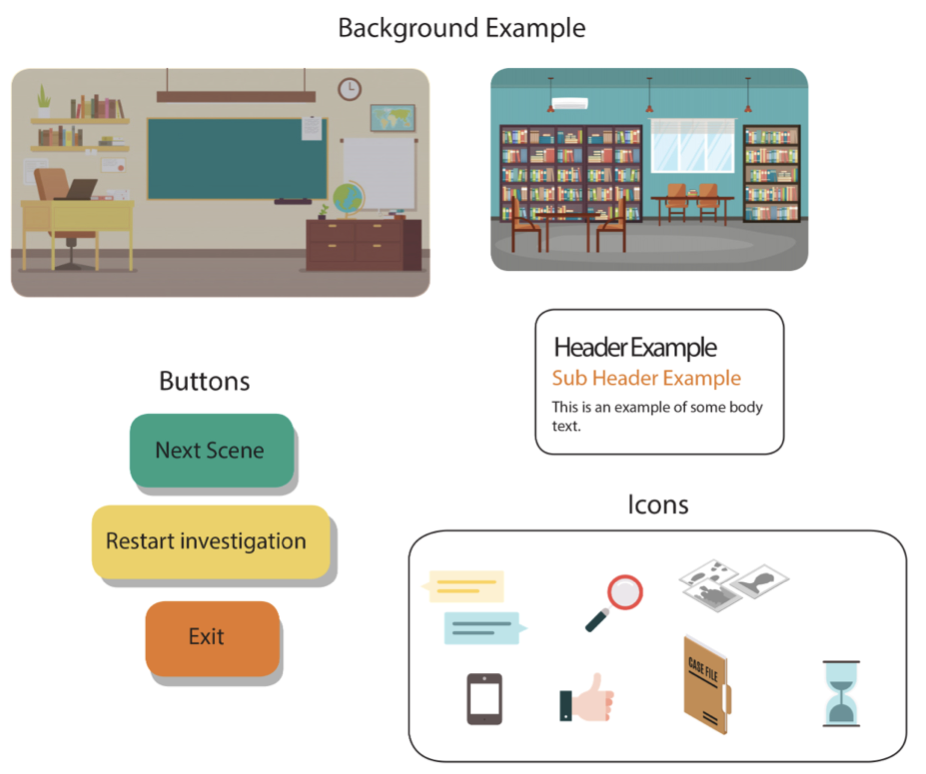 Background Example
Header Example
Sub Header Example
This is an example of some body
text.
Buttons
Next Scene
Restart investigation
Exit
Icons
CASE FILE